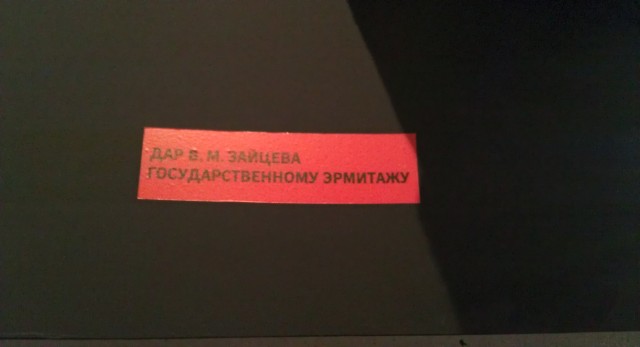 ДАР В. М. ЗАЙЦЕВА
ГОСУДАРСТВЕННОМУ ЭРМИТАЖУ